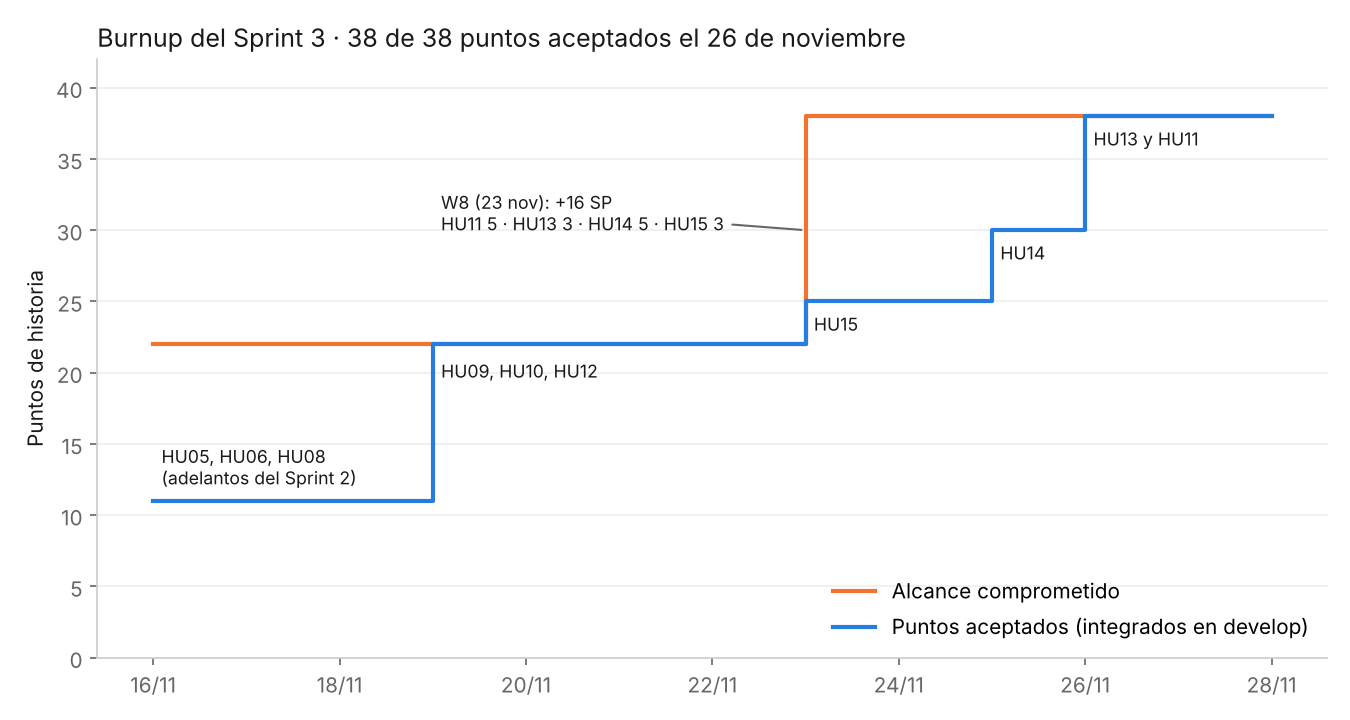 Burnup del Sprint 3 · 38 de 38 puntos aceptados el 26 de noviembre
Puntos de historia
40
35
30
25
20
15
10
5
0
W8 (23 nov): +16 SP
HU11 5 · HU13 3 · HU14 5 · HU15 3
HU13 y HU11
HU14
HU15
HU09, HU10, HU12
HU05, HU06, HU08
(adelantos del Sprint 2)
Alcance comprometido
Puntos aceptados (integrados en develop)
16/11
18/11
20/11
22/11
24/11
26/11
28/11